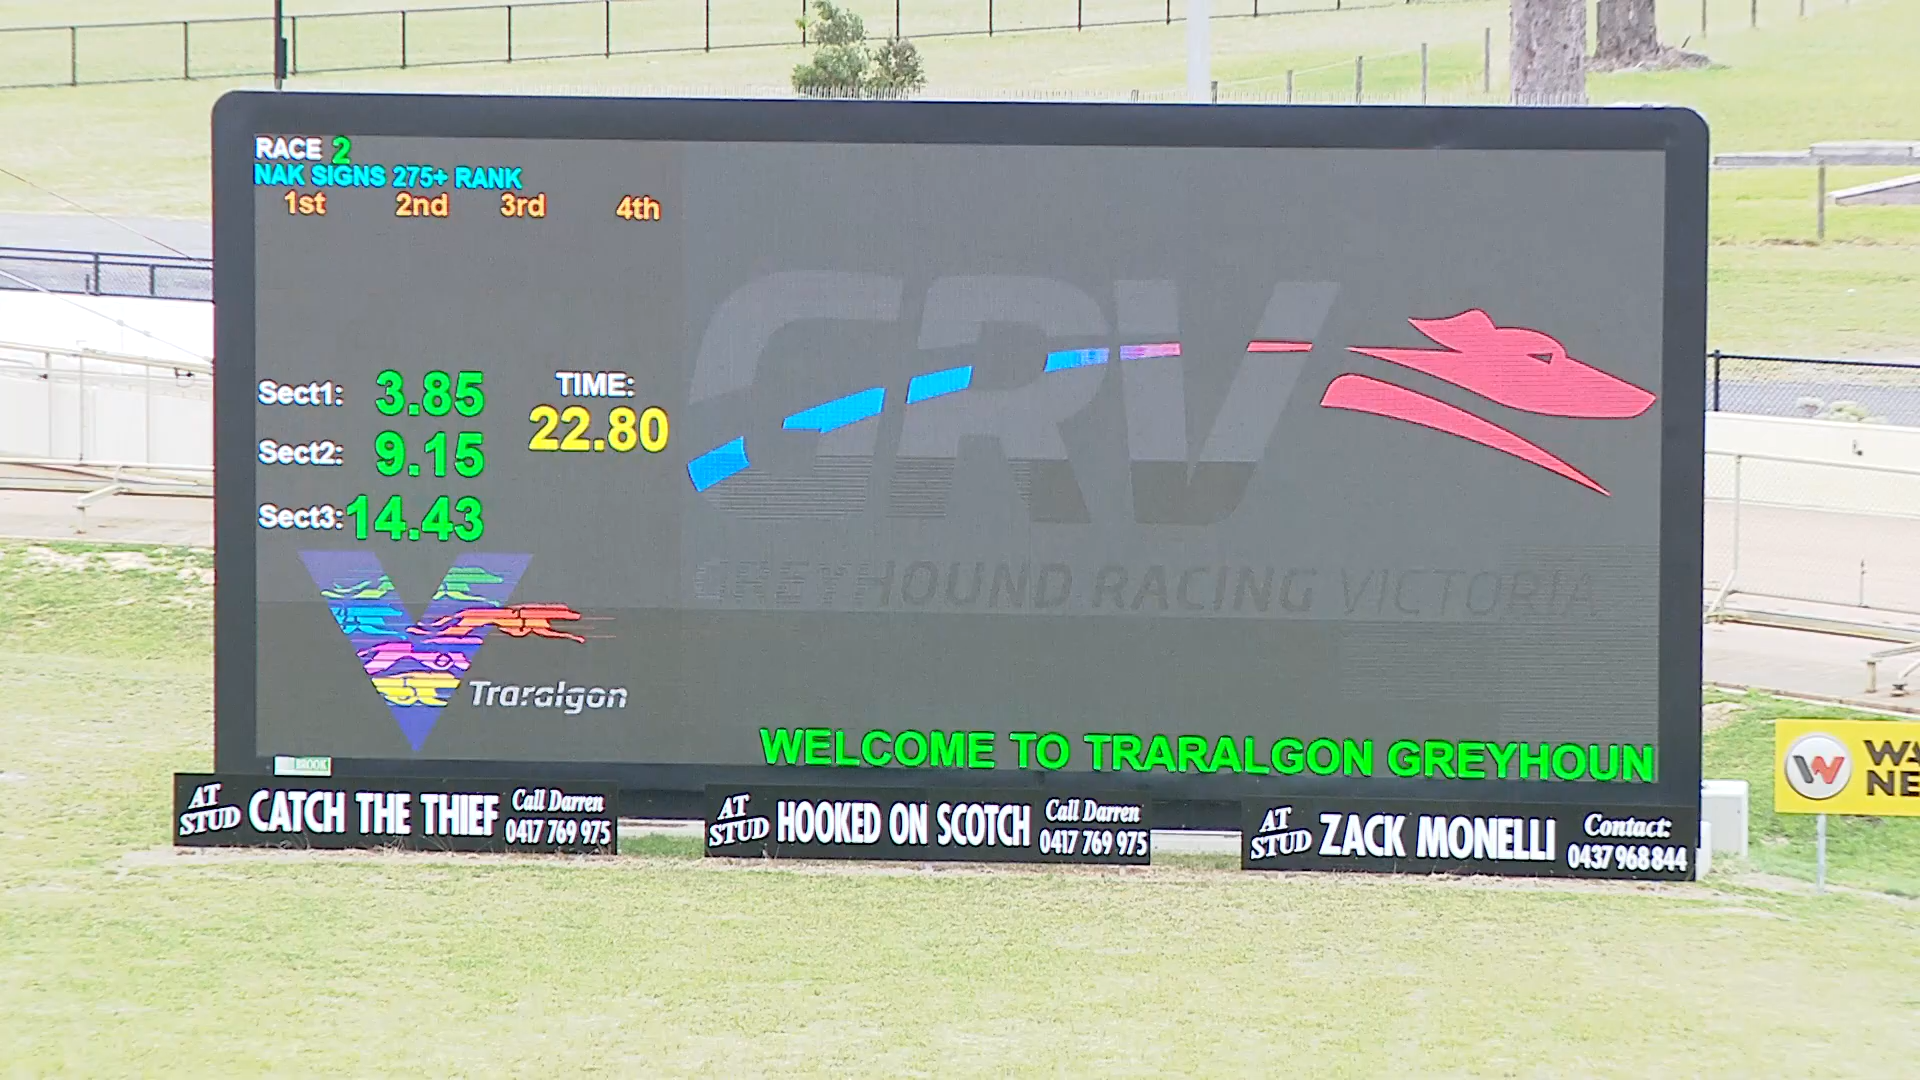 RACE 2
NAK SIGNS 275+ RANK
1st 2nd 3rd 4th
Sect1: 3.85
TIME:
22.80
Sect2: 9.15
Sect3: 14.43
GRV
GREYHOUND RACING VICTORIA
Traralgon
WELCOME TO TRARALGON GREYHOUN
BROOK
AT STUD CATCH THE THIEF Call Darren 0417 769 975
AT STUD HOOKED ON SCOTCH Call Darren 0417 769 975
AT STUD ZACK MONELLI Contact: 0437 968 844
W
WA
NE